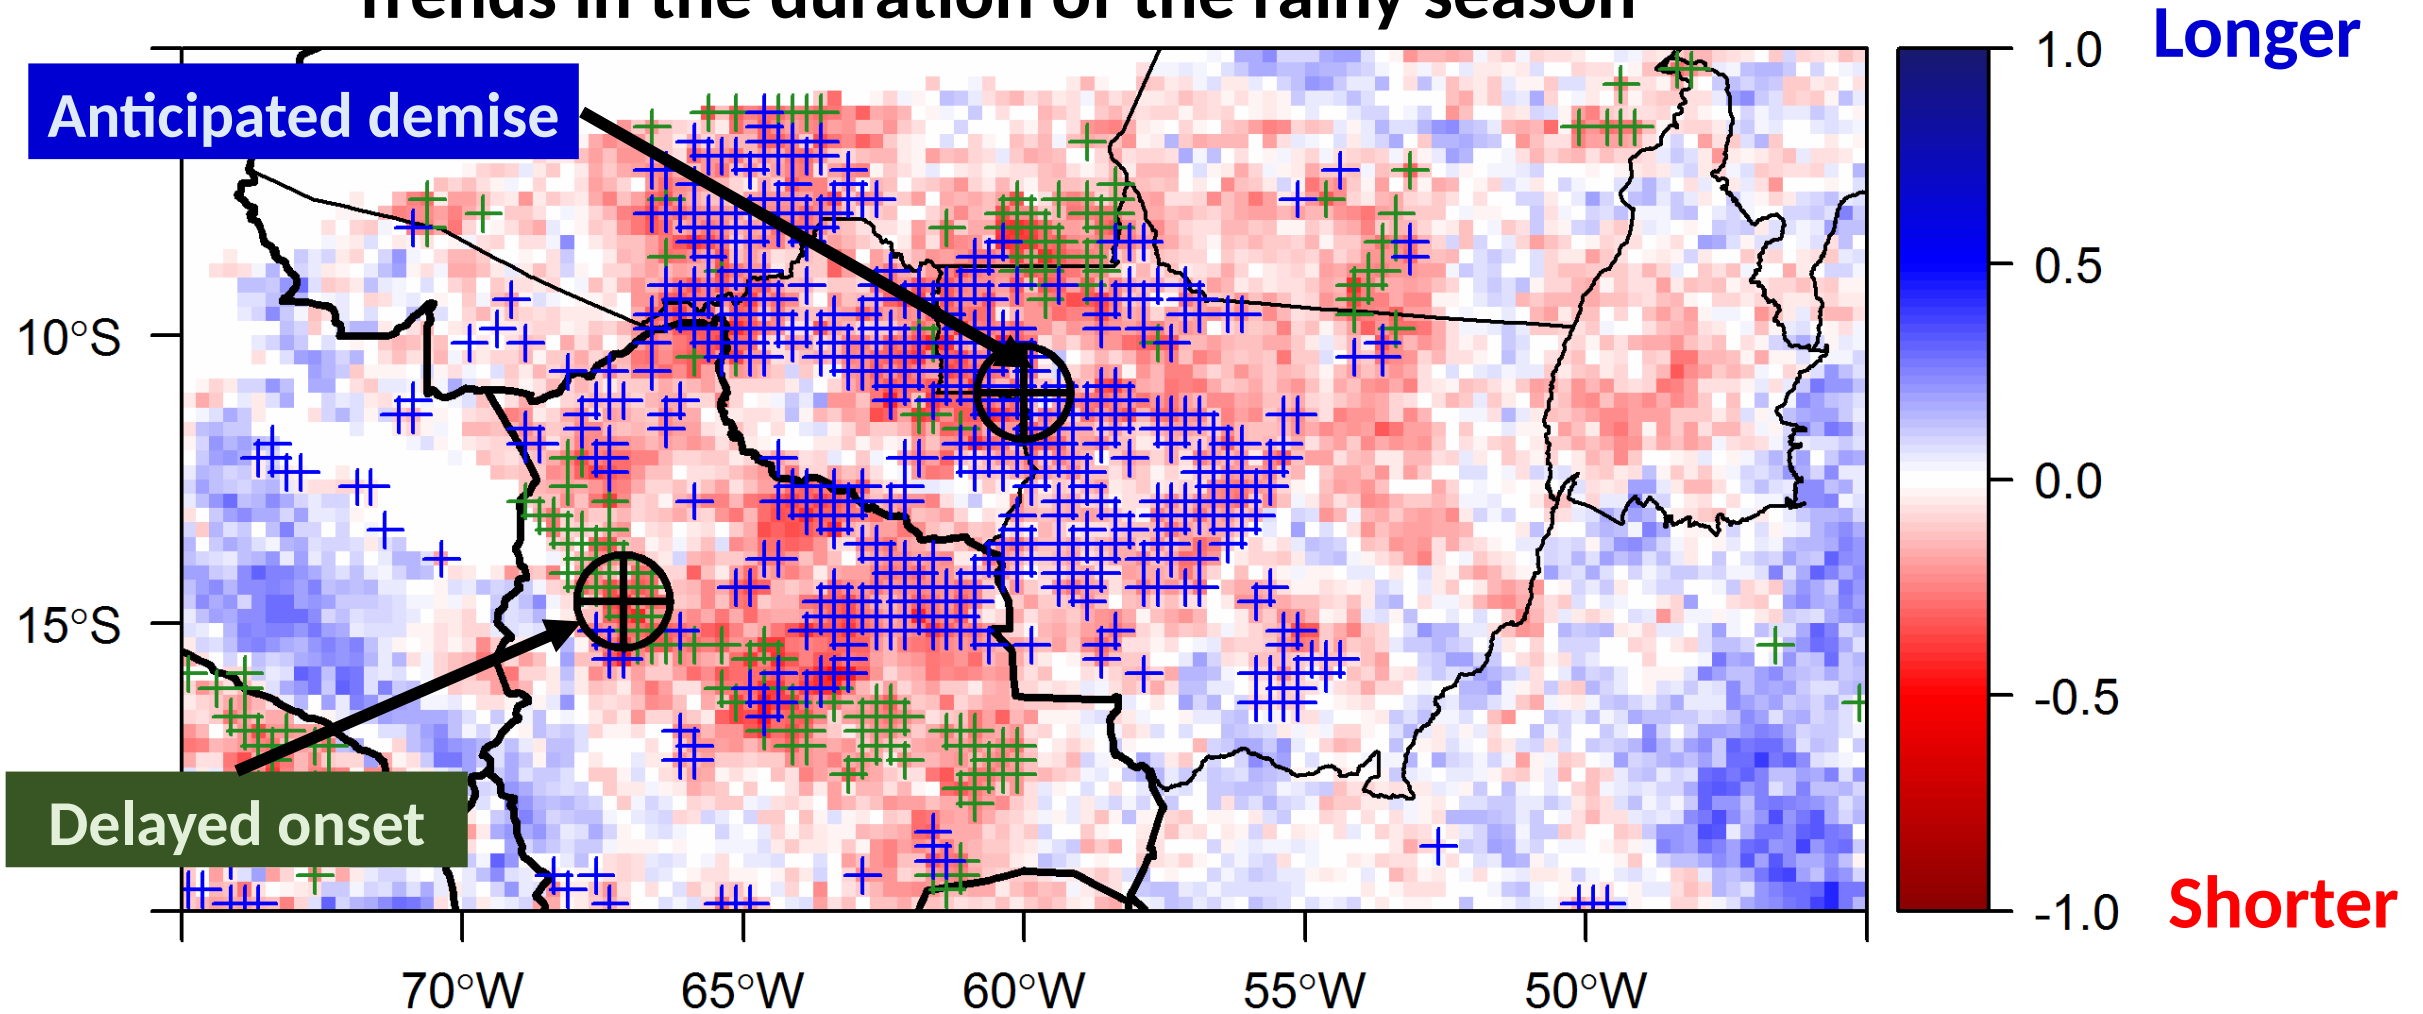 Trends in the duration of the rainy season
Longer
Anticipated demise
Delayed onset
Shorter
10°S
15°S
70°W
65°W
60°W
55°W
50°W
1.0
0.5
0.0
-0.5
-1.0